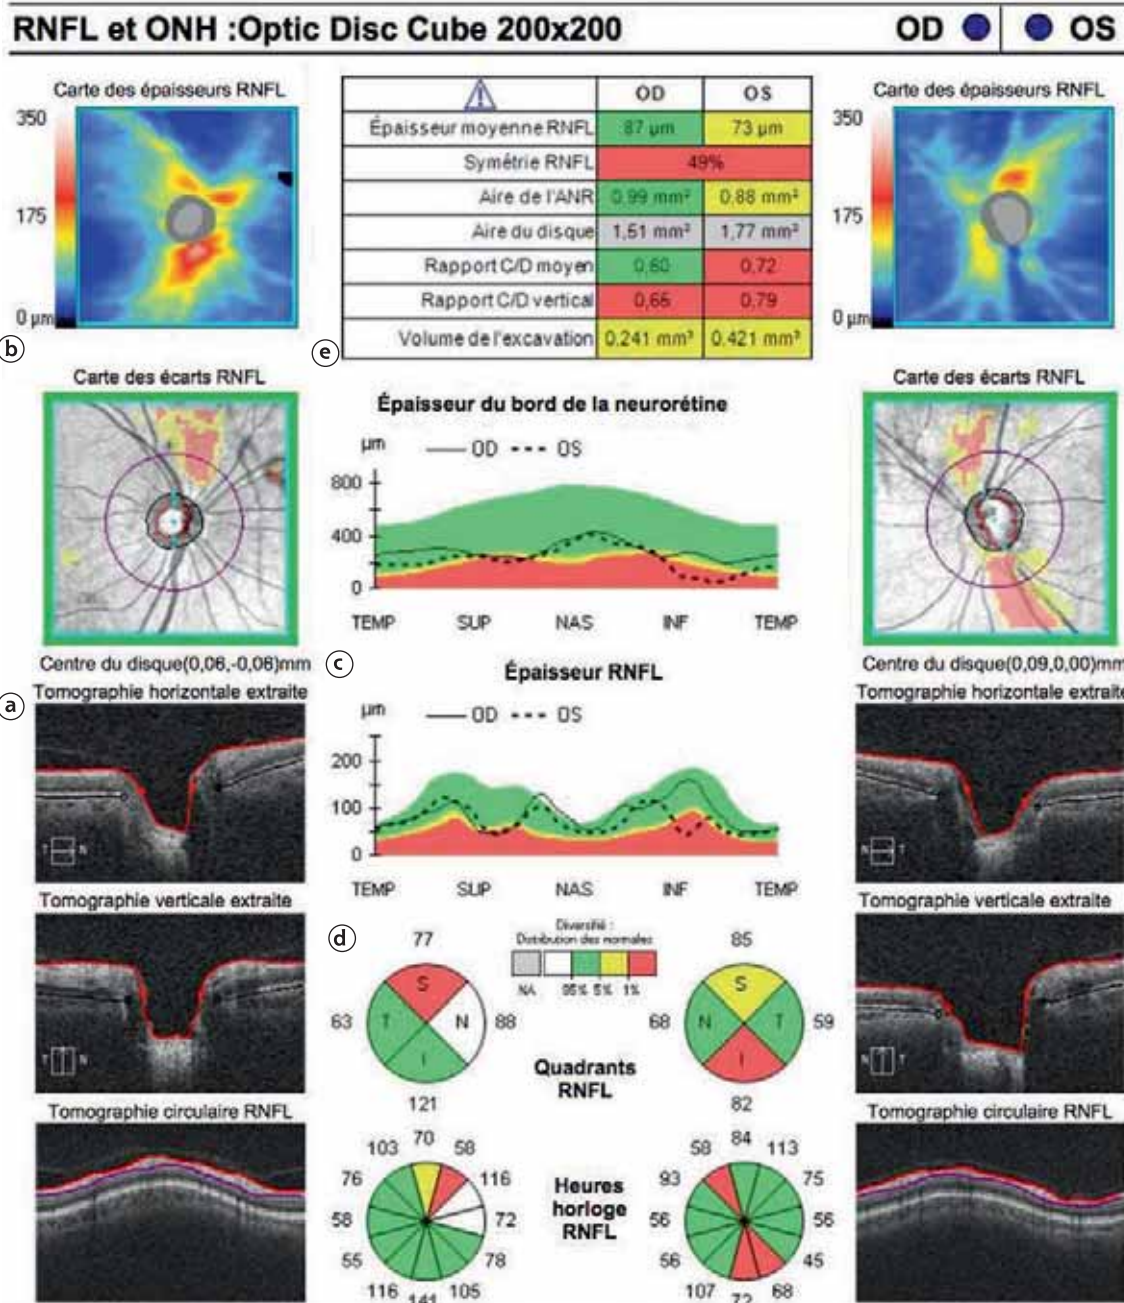 RNFL et ONH :Optic Disc Cube 200x200 OD OS
Carte des épaisseurs RNFL
350
175
0 µm
b
OD OS
Épaisseur moyenne RNFL 87 µm 73 µm
Symétrie RNFL 49%
Aire de l'ANR 0,99 mm² 0,88 mm²
Aire du disque 1,51 mm² 1,77 mm²
Rapport C/D moyen 0,60 0,72
Rapport C/D vertical 0,65 0,79
Volume de l'excavation 0,241 mm³ 0,421 mm³
e
Carte des épaisseurs RNFL
350
175
0 µm
Carte des écarts RNFL
Centre du disque(0,06,-0,06)mm
Épaisseur du bord de la neurorétine
µm
OD OS
800
400
0
TEMP SUP NAS INF TEMP
Carte des écarts RNFL
Centre du disque(0,09,0,00)mm
c
a
Tomographie horizontale extraite
T N
Épaisseur RNFL
µm
OD OS
200
100
0
TEMP SUP NAS INF TEMP
Tomographie horizontale extraite
N T
Tomographie verticale extraite
T N
Tomographie verticale extraite
N T
d
Diversifié :
Distribution des normales
NA 95% 5% 1%
77
S
63 T N 88
I
121
85
S
68 N T 59
I
82
Quadrants
RNFL
Tomographie circulaire RNFL
Tomographie circulaire RNFL
103 70 58
76 116
58 72
55 78
116 141 105
Heures
horloge
RNFL
58 84 113
93 75
56 56
56 45
107 72 68